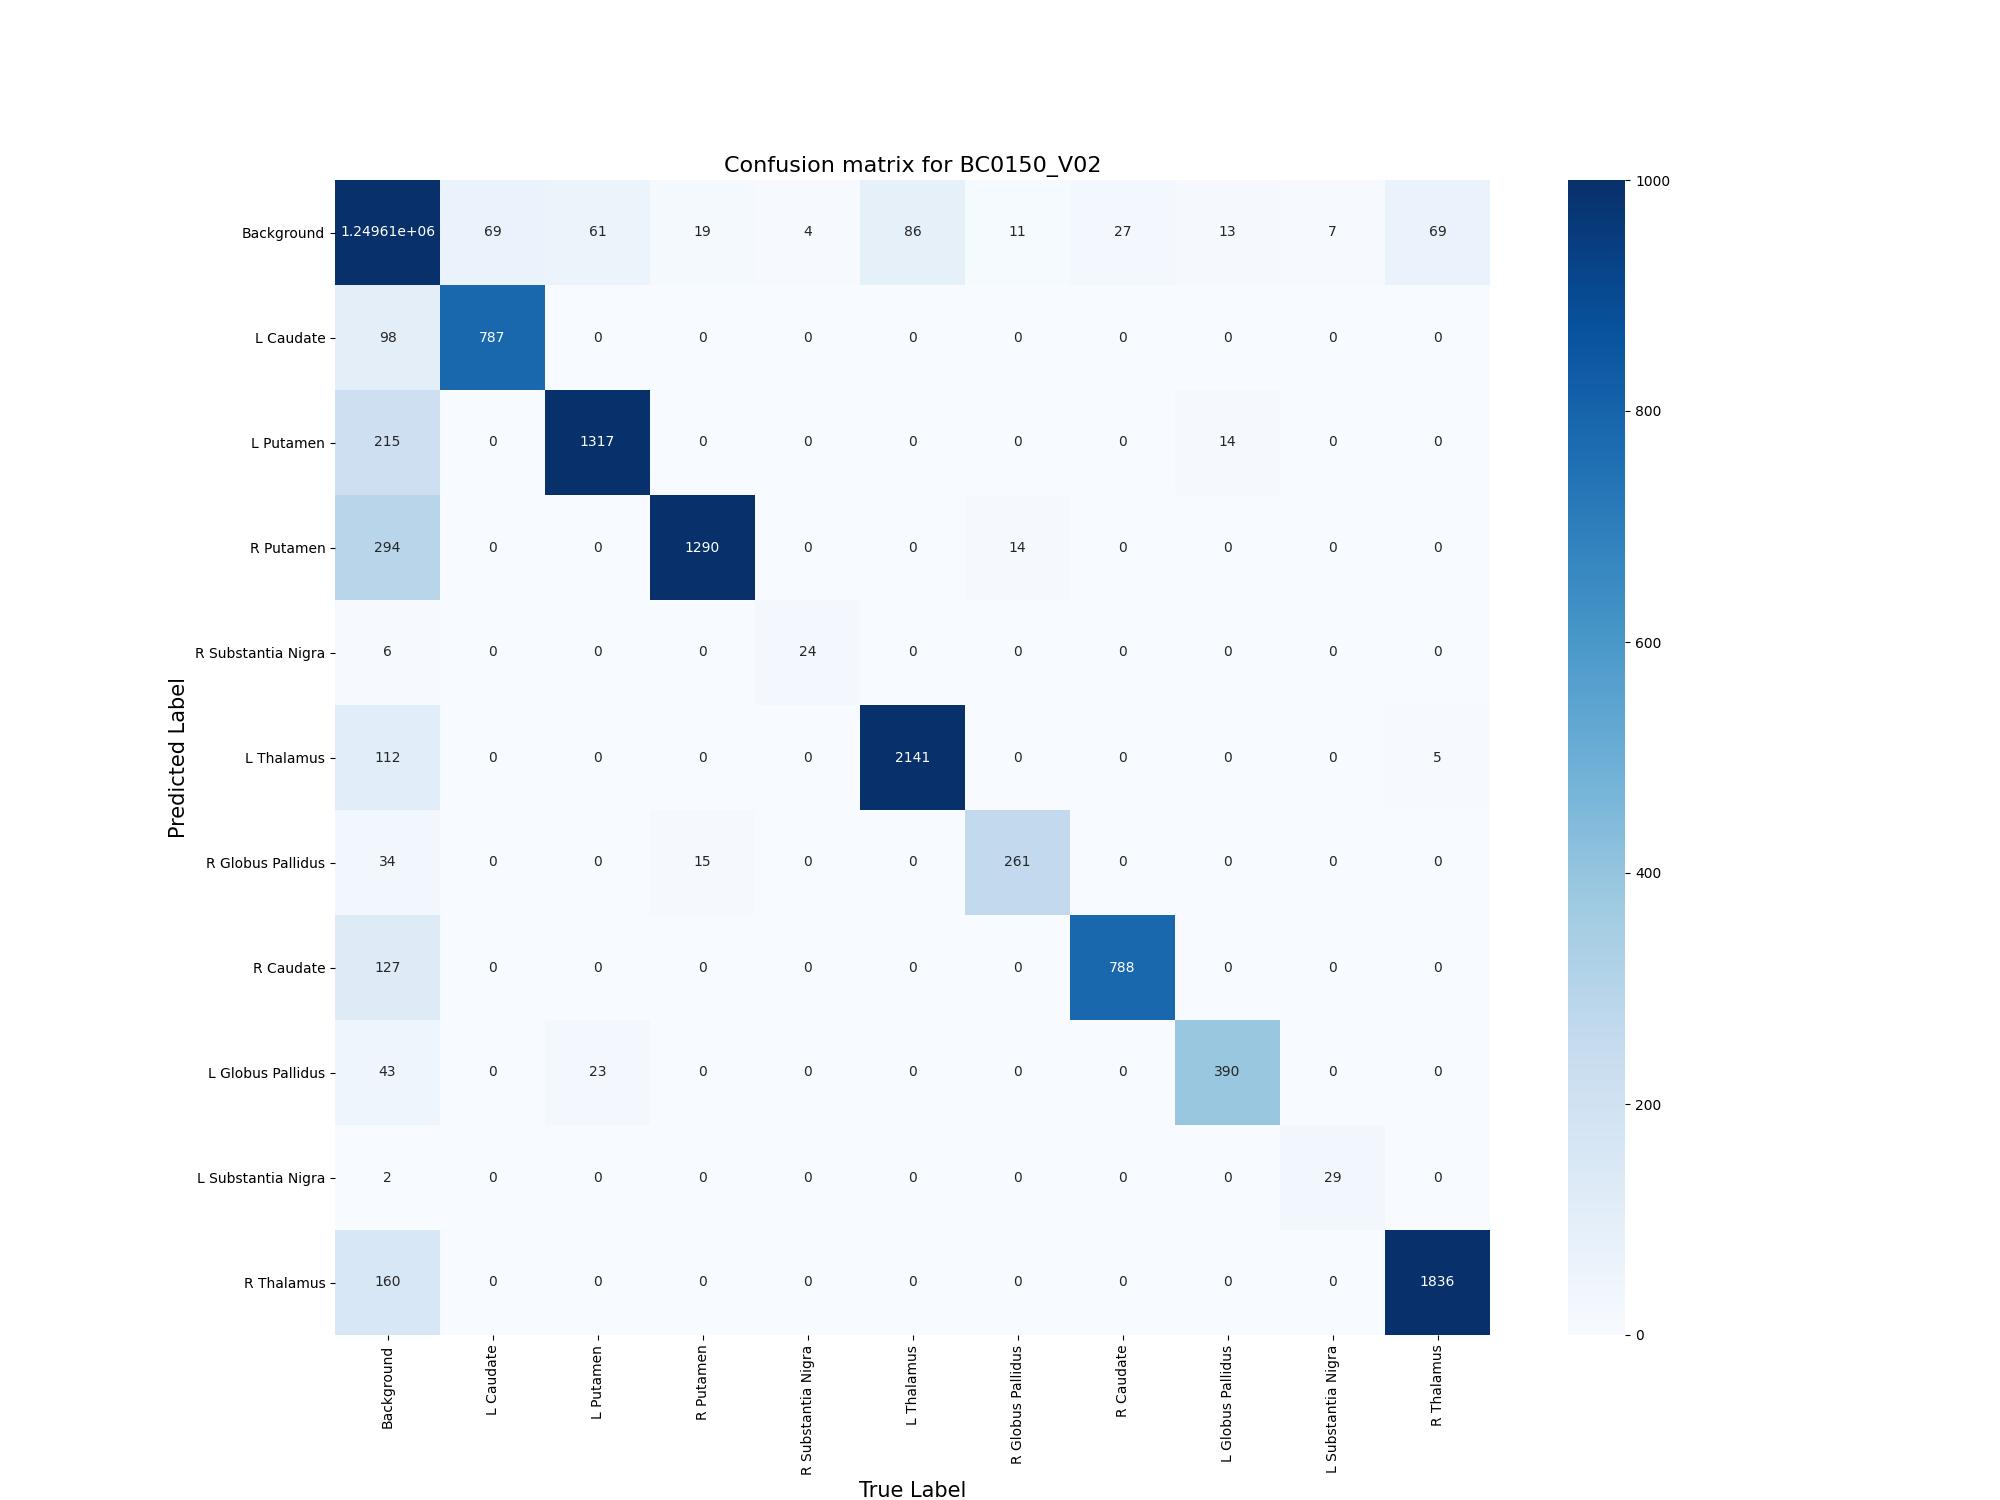 Confusion matrix for BC0150_V02
Background 1.24961e+06 69 61 19 4 86 11 27 13 7 69
L Caudate 98 787 0 0 0 0 0 0 0 0 0
L Putamen 215 0 1317 0 0 0 0 0 14 0 0
R Putamen 294 0 0 1290 0 0 14 0 0 0 0
R Substantia Nigra 6 0 0 0 24 0 0 0 0 0 0
L Thalamus 112 0 0 0 0 2141 0 0 0 0 5
R Globus Pallidus 34 0 0 15 0 0 261 0 0 0 0
R Caudate 127 0 0 0 0 0 0 788 0 0 0
L Globus Pallidus 43 0 23 0 0 0 0 0 390 0 0
L Substantia Nigra 2 0 0 0 0 0 0 0 0 29 0
R Thalamus 160 0 0 0 0 0 0 0 0 0 1836
Predicted Label
Background
L Caudate
L Putamen
R Putamen
R Substantia Nigra
L Thalamus
R Globus Pallidus
R Caudate
L Globus Pallidus
L Substantia Nigra
R Thalamus
True Label
1000
800
600
400
200
0